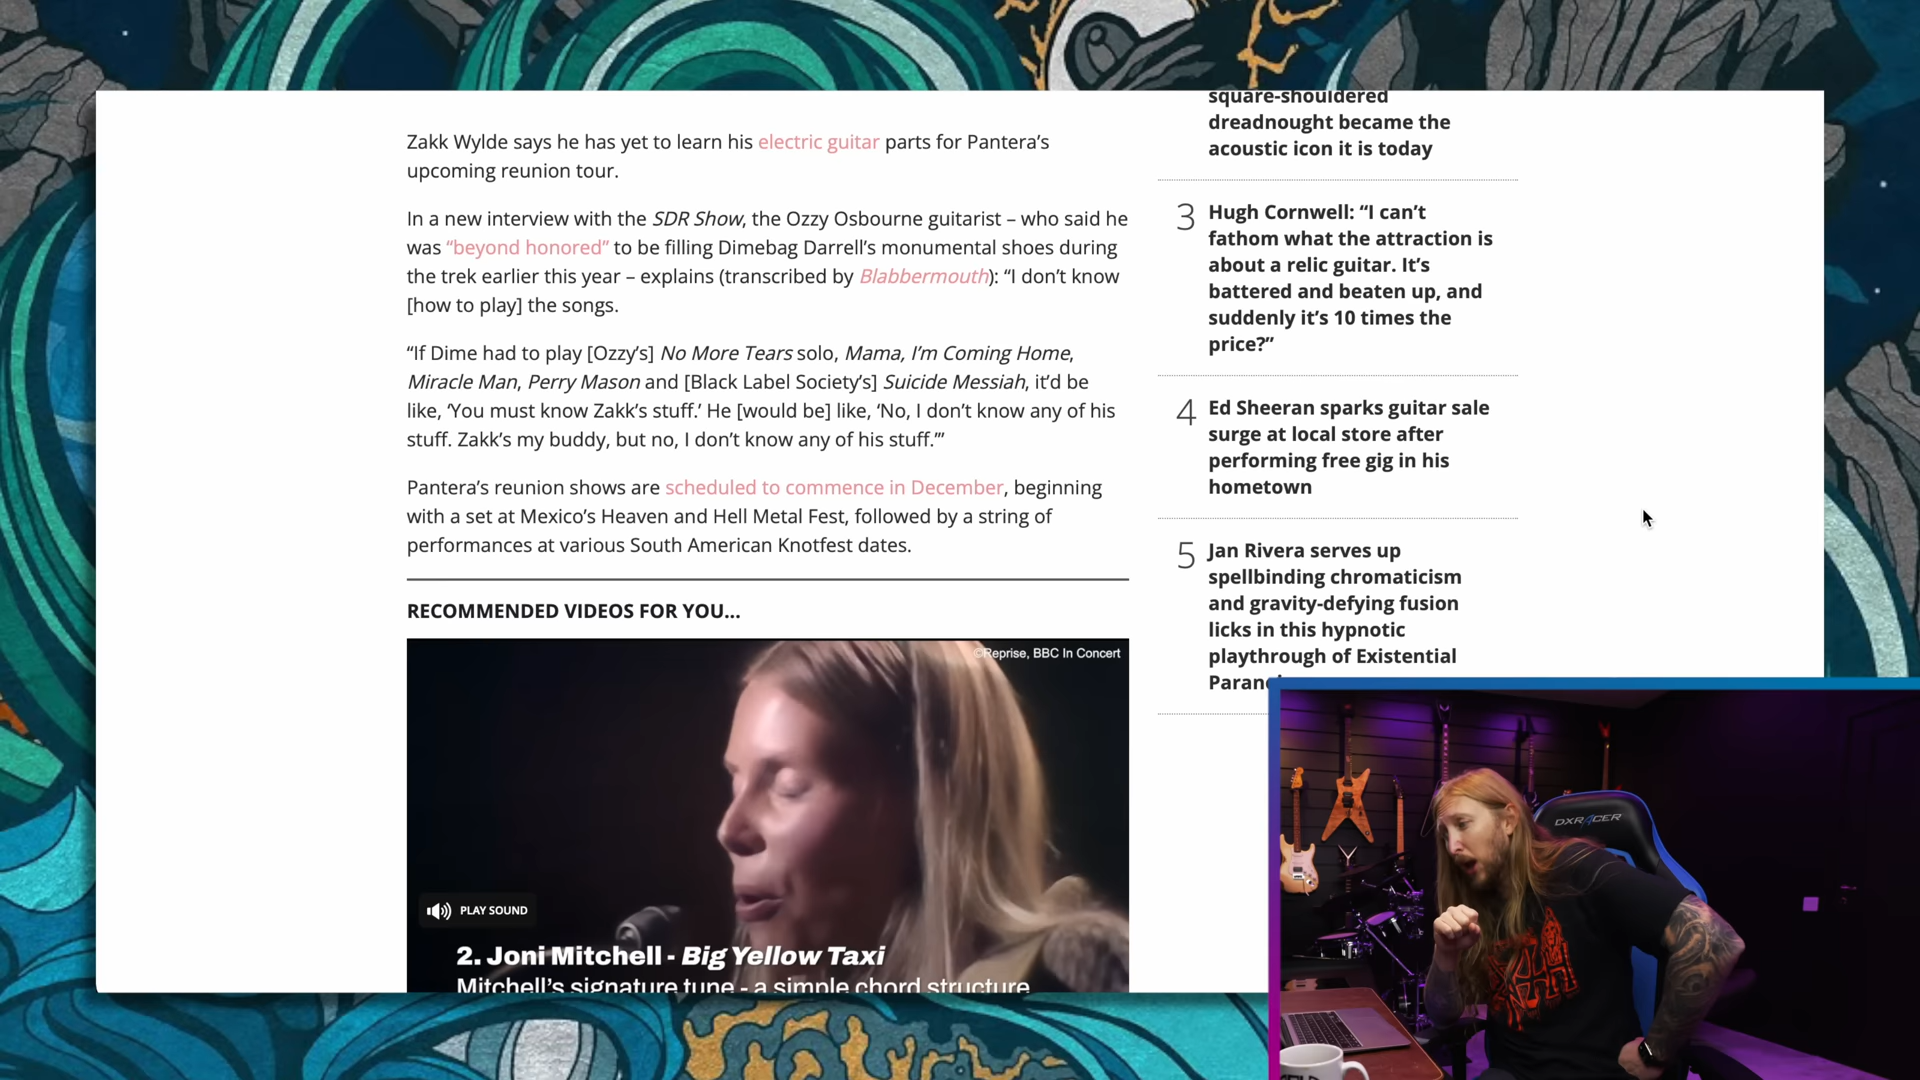 Zakk Wylde says he has yet to learn his electric guitar parts for Pantera’s
upcoming reunion tour.
In a new interview with the SDR Show, the Ozzy Osbourne guitarist – who said he
was “beyond honored” to be filling Dimebag Darrell’s monumental shoes during
the trek earlier this year – explains (transcribed by Blabbermouth): “I don’t know
[how to play] the songs.
“If Dime had to play [Ozzy’s] No More Tears solo, Mama, I’m Coming Home,
Miracle Man, Perry Mason and [Black Label Society’s] Suicide Messiah, it’d be
like, ‘You must know Zakk’s stuff.’ He [would be] like, ‘No, I don’t know any of his
stuff. Zakk’s my buddy, but no, I don’t know any of his stuff.’”
Pantera’s reunion shows are scheduled to commence in December, beginning
with a set at Mexico’s Heaven and Hell Metal Fest, followed by a string of
performances at various South American Knotfest dates.
RECOMMENDED VIDEOS FOR YOU...
©Reprise, BBC In Concert
PLAY SOUND
2. Joni Mitchell - Big Yellow Taxi
Mitchell’s signature tune - a simple chord structure
square-shouldered
dreadnought became the
acoustic icon it is today
3
Hugh Cornwell: “I can’t
fathom what the attraction is
about a relic guitar. It’s
battered and beaten up, and
suddenly it’s 10 times the
price?”
4
Ed Sheeran sparks guitar sale
surge at local store after
performing free gig in his
hometown
5
Jan Rivera serves up
spellbinding chromaticism
and gravity-defying fusion
licks in this hypnotic
playthrough of Existential
DXRACER